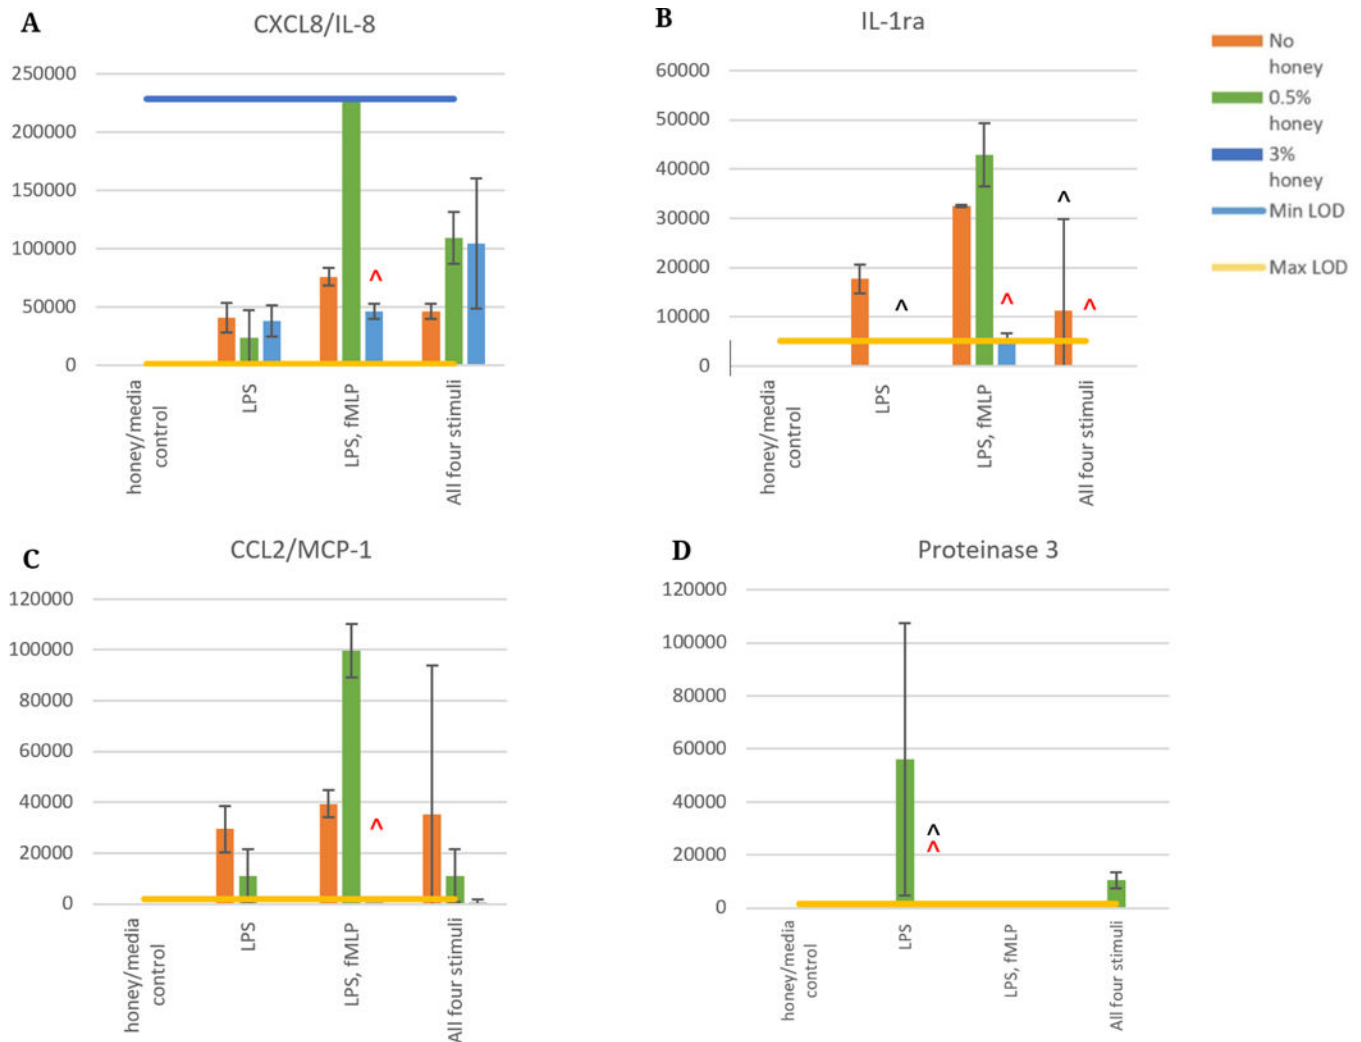 A
CXCL8/IL-8
250000
200000
150000
100000
50000
0
honey/media
control
LPS
LPS, fMLP
All four stimuli
^
B
IL-1ra
60000
50000
40000
30000
20000
10000
0
honey/media
control
LPS
LPS, fMLP
All four stimuli
^
^
^
^
No
honey
0.5%
honey
3%
honey
Min LOD
Max LOD
C
CCL2/MCP-1
120000
100000
80000
60000
40000
20000
0
honey/media
control
LPS
LPS, fMLP
All four stimuli
^
D
Proteinase 3
120000
100000
80000
60000
40000
20000
0
honey/media
control
LPS
LPS, fMLP
All four stimuli
^
^